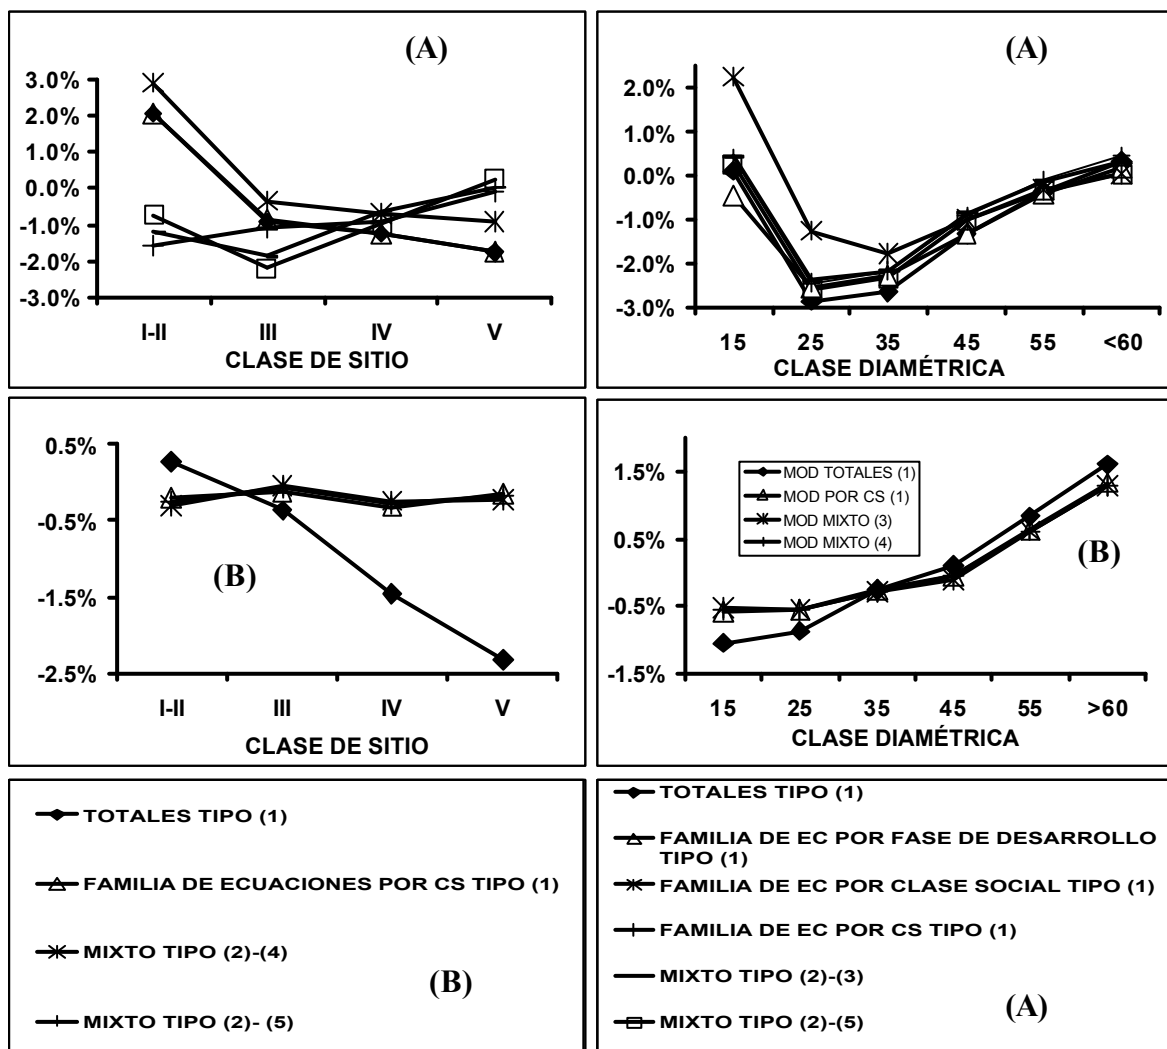 (A)
3.0%
2.0%
1.0%
0.0%
-1.0%
-2.0%
-3.0%
I-II III IV V
CLASE DE SITIO
(A)
2.0%
1.0%
0.0%
-1.0%
-2.0%
-3.0%
15 25 35 45 55 <60
CLASE DIAMÉTRICA
0.5%
-0.5%
-1.5%
-2.5%
(B)
I-II III IV V
CLASE DE SITIO
1.5%
0.5%
-0.5%
-1.5%
MOD TOTALES (1)
MOD POR CS (1)
MOD MIXTO (3)
MOD MIXTO (4)
(B)
15 25 35 45 55 >60
CLASE DIAMÉTRICA
TOTALES TIPO (1)
FAMILIA DE ECUACIONES POR CS TIPO (1)
MIXTO TIPO (2)-(4)
(B)
MIXTO TIPO (2)- (5)
TOTALES TIPO (1)
FAMILIA DE EC POR FASE DE DESARROLLO
TIPO (1)
FAMILIA DE EC POR CLASE SOCIAL TIPO (1)
FAMILIA DE EC POR CS TIPO (1)
MIXTO TIPO (2)-(3)
(A)
MIXTO TIPO (2)-(5)